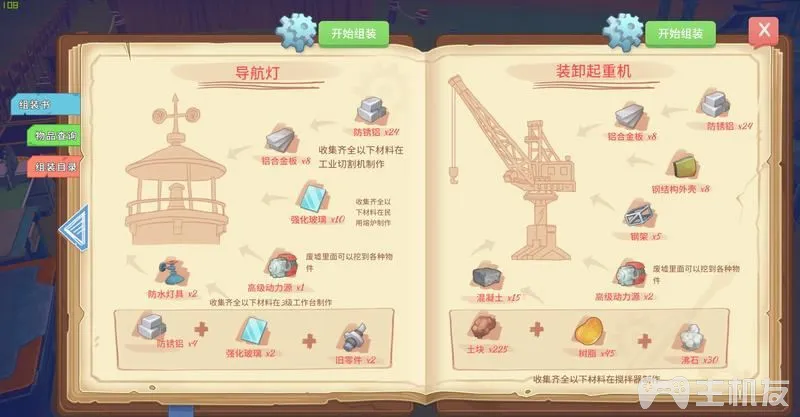 108
开始组装
开始组装
X
组装书
物品查询
组装目录
导航灯
防锈铝 x24
铝合金板 x8
收集齐全以下材料在
工业切割机制作
强化玻璃 x10
收集齐全以
下材料在民
用熔炉制作
废墟里面可以挖到各种物
件
防水灯具 x2
高级动力源 x1
收集齐全以下材料在3级工作台制作
防锈铝 x4
强化玻璃 x2
旧零件 x2
装卸起重机
铝合金板 x8
防锈铝 x24
钢结构外壳 x8
钢架 x5
废墟里面可以挖到各种物
件
混凝土 x15
高级动力源 x2
土块 x225
树脂 x45
沸石 x30
收集齐全以下材料在搅拌器制作
主机友